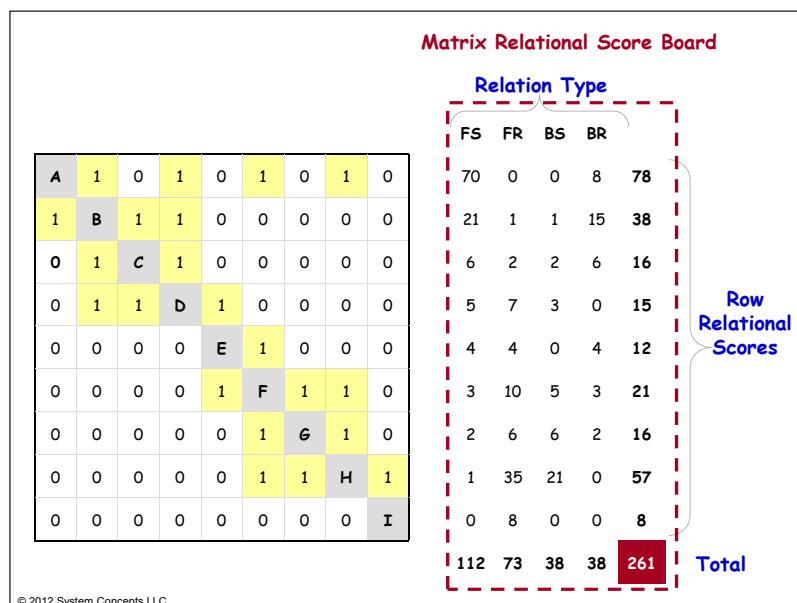 Matrix Relational Score Board
Relation Type
FS FR BS BR
A 1 0 1 0 1 0 1 0 70 0 0 8 78
1 B 1 1 0 0 0 0 0 21 1 1 15 38
0 1 C 1 0 0 0 0 0 6 2 2 6 16
0 1 1 D 1 0 0 0 0 5 7 3 0 15
0 0 0 0 E 1 0 0 0 4 4 0 4 12
0 0 0 0 1 F 1 1 0 3 10 5 3 21
0 0 0 0 0 1 G 1 0 2 6 6 2 16
0 0 0 0 0 1 1 H 1 1 35 21 0 57
0 0 0 0 0 0 0 0 I 0 8 0 0 8
112 73 38 38 261 Total
Row
Relational
Scores
© 2012 System Concepts LLC